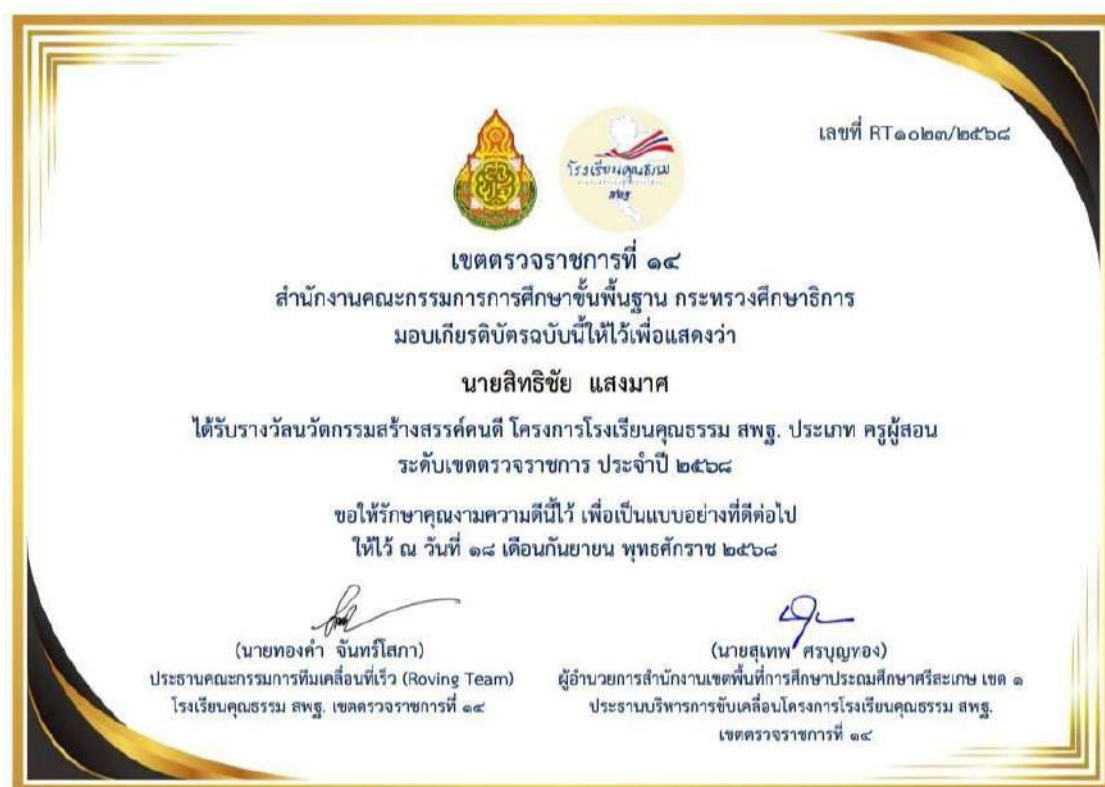 เลขที่ RT๑๐๒๓/๒๕๖๘
โรงเรียนคุณธรรม
สพฐ
เขตตรวจราชการที่ ๑๔
สำนักงานคณะกรรมการการศึกษาขั้นพื้นฐาน กระทรวงศึกษาธิการ
มอบเกียรติบัตรฉบับนี้ให้ไว้เพื่อแสดงว่า
นายสิทธิชัย แสงมาศ
ได้รับรางวัลนวัตกรรมสร้างสรรค์คนดี โครงการโรงเรียนคุณธรรม สพฐ. ประเภท ครูผู้สอน
ระดับเขตตรวจราชการ ประจำปี ๒๕๖๘
ขอให้รักษาคุณงามความดีนี้ไว้ เพื่อเป็นแบบอย่างที่ดีต่อไป
ให้ไว้ ณ วันที่ ๑๘ เดือนกันยายน พุทธศักราช ๒๕๖๘
(นายทองคำ จันทร์โสภา)
ประธานคณะกรรมการทีมเคลื่อนที่เร็ว (Roving Team)
โรงเรียนคุณธรรม สพฐ. เขตตรวจราชการที่ ๑๔
(นายสุเทพ ศรบุญทอง)
ผู้อำนวยการสำนักงานเขตพื้นที่การศึกษาประถมศึกษาศรีสะเกษ เขต ๑
ประธานบริหารการขับเคลื่อนโครงการโรงเรียนคุณธรรม สพฐ.
เขตตรวจราชการที่ ๑๔